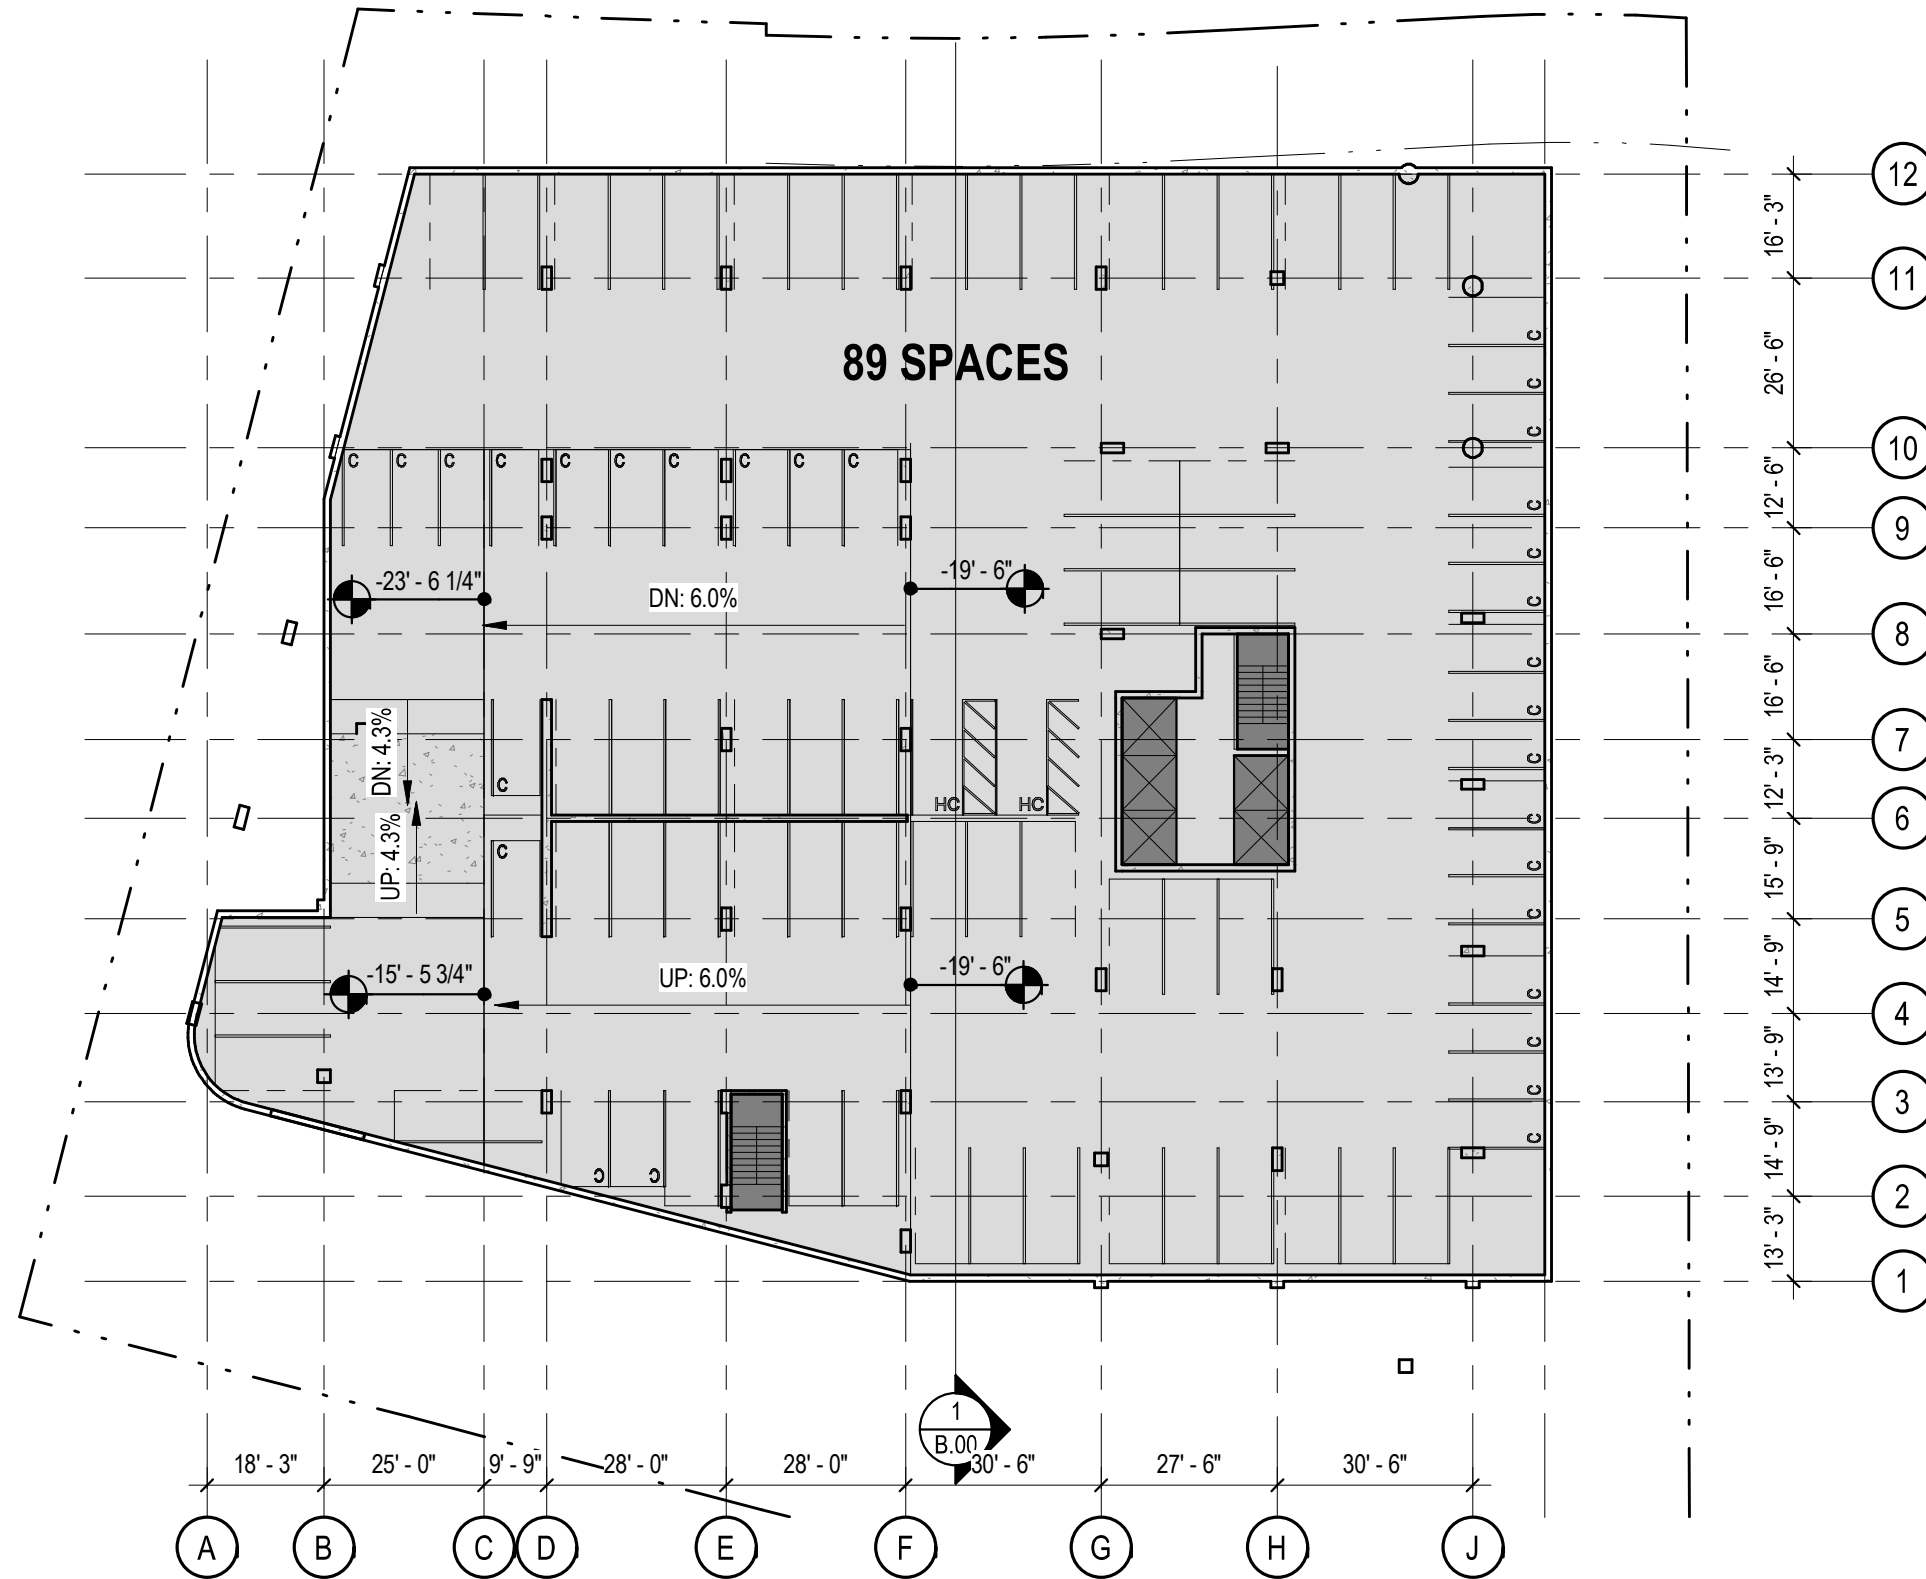 12
16' - 3"
11
26' - 6"
89 SPACES
C
C
C
10
C
C
C
C
C
C
C
C
C
C
12' - 6"
9
C
C
16' - 6"
-23' - 6 1/4"
DN: 6.0%
-19' - 6"
C
8
C
16' - 6"
DN: 4.3%
C
7
C
C
12' - 3"
HC
HC
6
C
UP: 4.3%
C
C
15' - 9"
C
5
C
14' - 9"
-15' - 5 3/4"
UP: 6.0%
-19' - 6"
C
4
C
13' - 9"
C
3
C
14' - 9"
C
C
2
13' - 3"
1
1
B.00
18' - 3"
25' - 0"
9' - 9"
28' - 0"
28' - 0"
30' - 6"
27' - 6"
30' - 6"
A
B
C
D
E
F
G
H
J